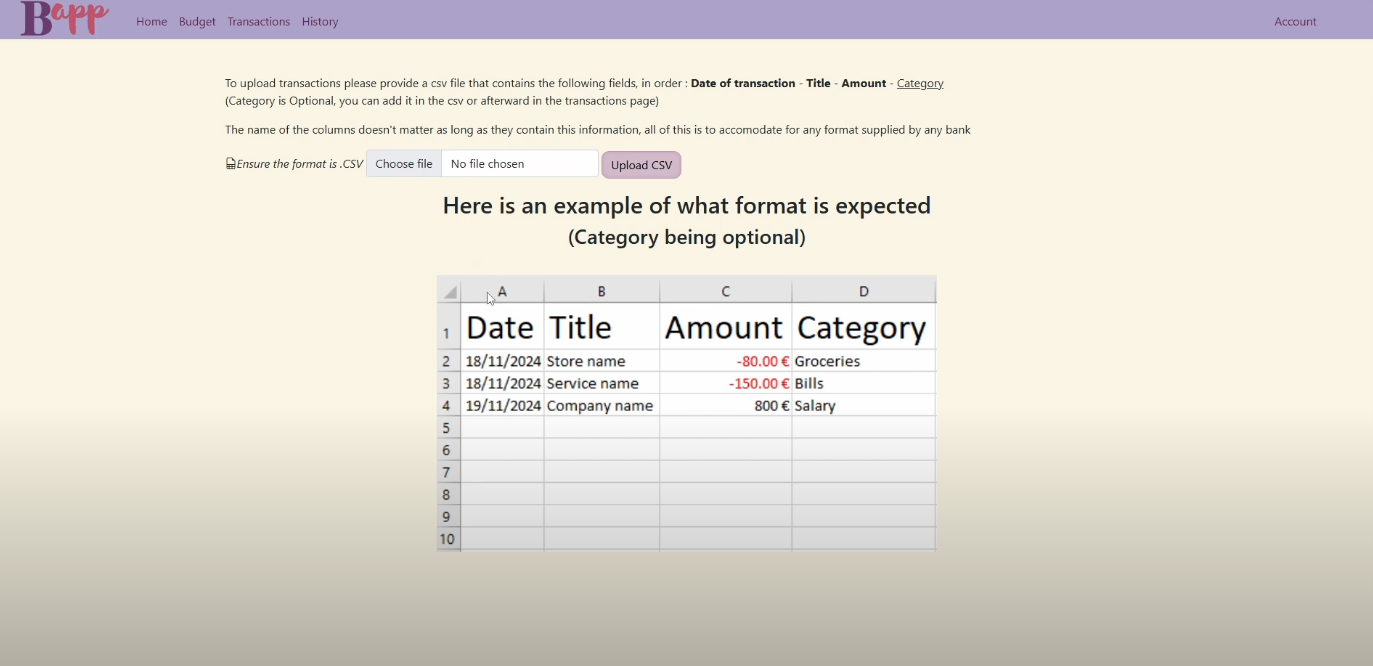 Bapp Home Budget Transactions History Account
To upload transactions please provide a csv file that contains the following fields, in order : Date of transaction - Title - Amount - Category
(Category is Optional, you can add it in the csv or afterward in the transactions page)
The name of the columns doesn't matter as long as they contain this information, all of this is to accomodate for any format supplied by any bank
Ensure the format is .CSV Choose file No file chosen Upload CSV
Here is an example of what format is expected
(Category being optional)
A B C D
1 Date Title Amount Category
2 18/11/2024 Store name -80.00 € Groceries
3 18/11/2024 Service name -150.00 € Bills
4 19/11/2024 Company name 800 € Salary
5
6
7
8
9
10